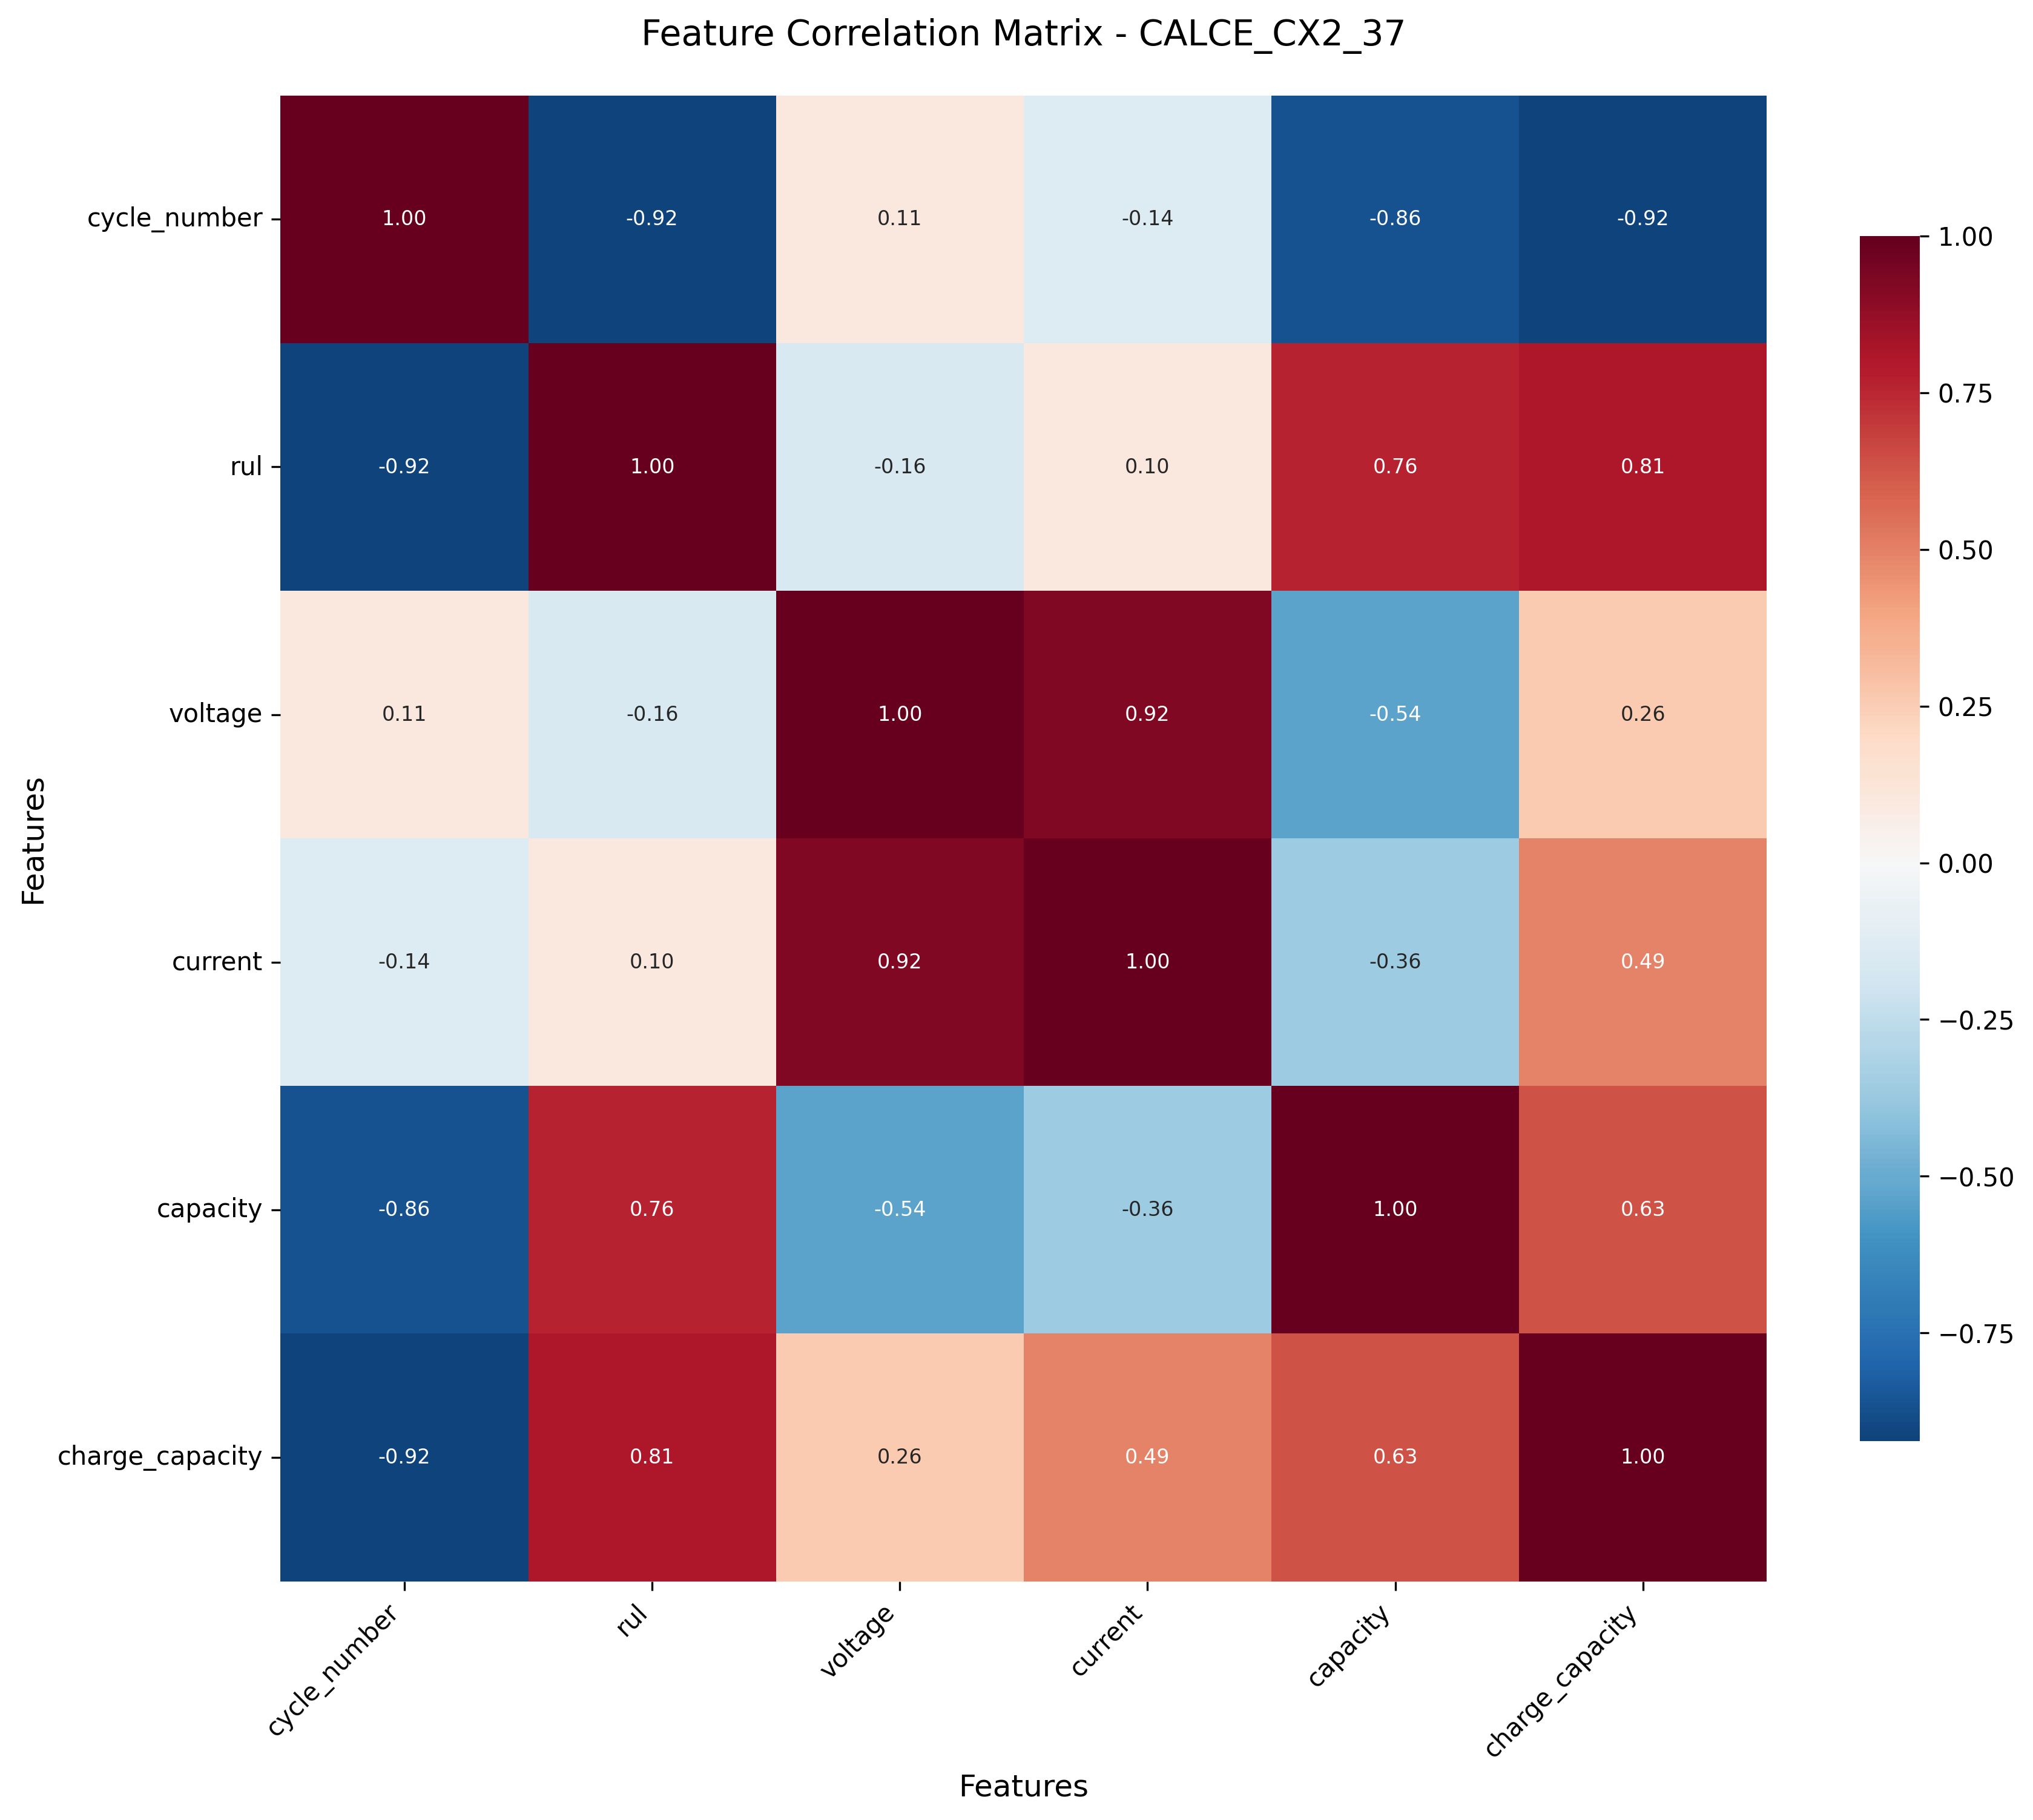 Feature Correlation Matrix - CALCE_CX2_37
cycle_number 1.00 -0.92 0.11 -0.14 -0.86 -0.92
rul -0.92 1.00 -0.16 0.10 0.76 0.81
voltage 0.11 -0.16 1.00 0.92 -0.54 0.26
current -0.14 0.10 0.92 1.00 -0.36 0.49
capacity -0.86 0.76 -0.54 -0.36 1.00 0.63
charge_capacity -0.92 0.81 0.26 0.49 0.63 1.00
Features
cycle_number rul voltage current capacity charge_capacity
Features
1.00
0.75
0.50
0.25
0.00
−0.25
−0.50
−0.75